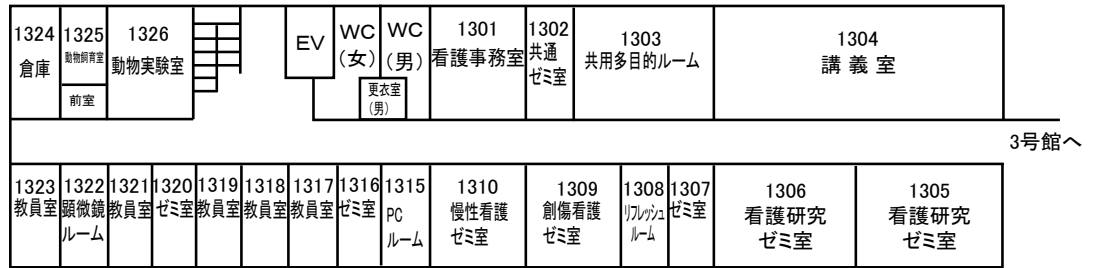 1324
倉庫
1325
動物飼育室
前室
1326
動物実験室
EV
WC
(女)
WC
(男)
更衣室
(男)
1301
看護事務室
1302
共通
ゼミ室
1303
共用多目的ルーム
1304
講義室
3号館へ
1323
教員室
1322
顕微鏡
ルーム
1321
教員室
1320
ゼミ室
1319
教員室
1318
教員室
1317
教員室
1316
ゼミ室
1315
PC
ルーム
1310
慢性看護
ゼミ室
1309
創傷看護
ゼミ室
1308
リフレッシュ
ルーム
1307
ゼミ室
1306
看護研究
ゼミ室
1305
看護研究
ゼミ室